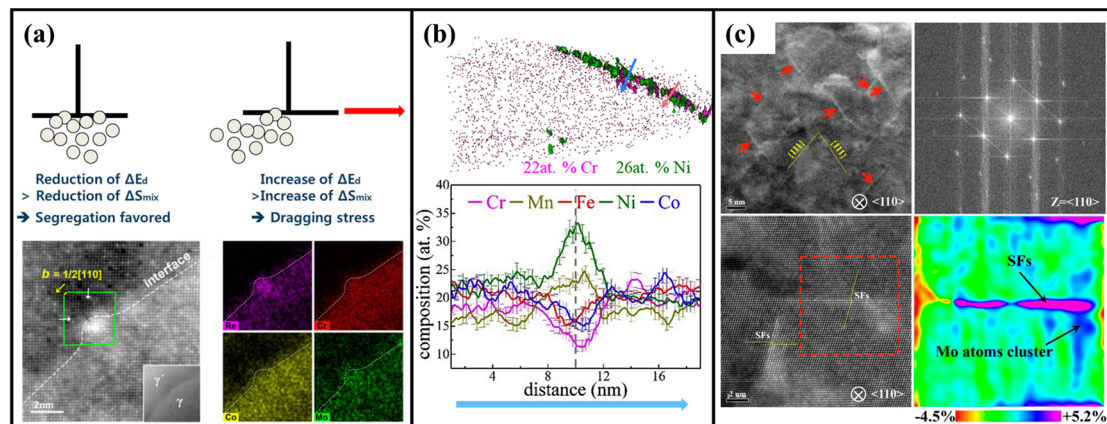 (a)
Reduction of ΔEd
> Reduction of ΔSmix
➔ Segregation favored
Increase of ΔEd
>Increase of ΔSmix
➔ Dragging stress
b = 1/2[110]
interface
2nm
γ'
γ
Re
Cr
Co
Mo
(b)
22at. % Cr
26at. % Ni
Cr
Mn
Fe
Ni
Co
composition (at. %)
40
35
30
25
20
15
10
5
4
8
12
16
distance (nm)
(c)
5 nm
<110>
Z=<110>
SFs
SFs
2 nm
<110>
SFs
Mo atoms cluster
-4.5%
+5.2%